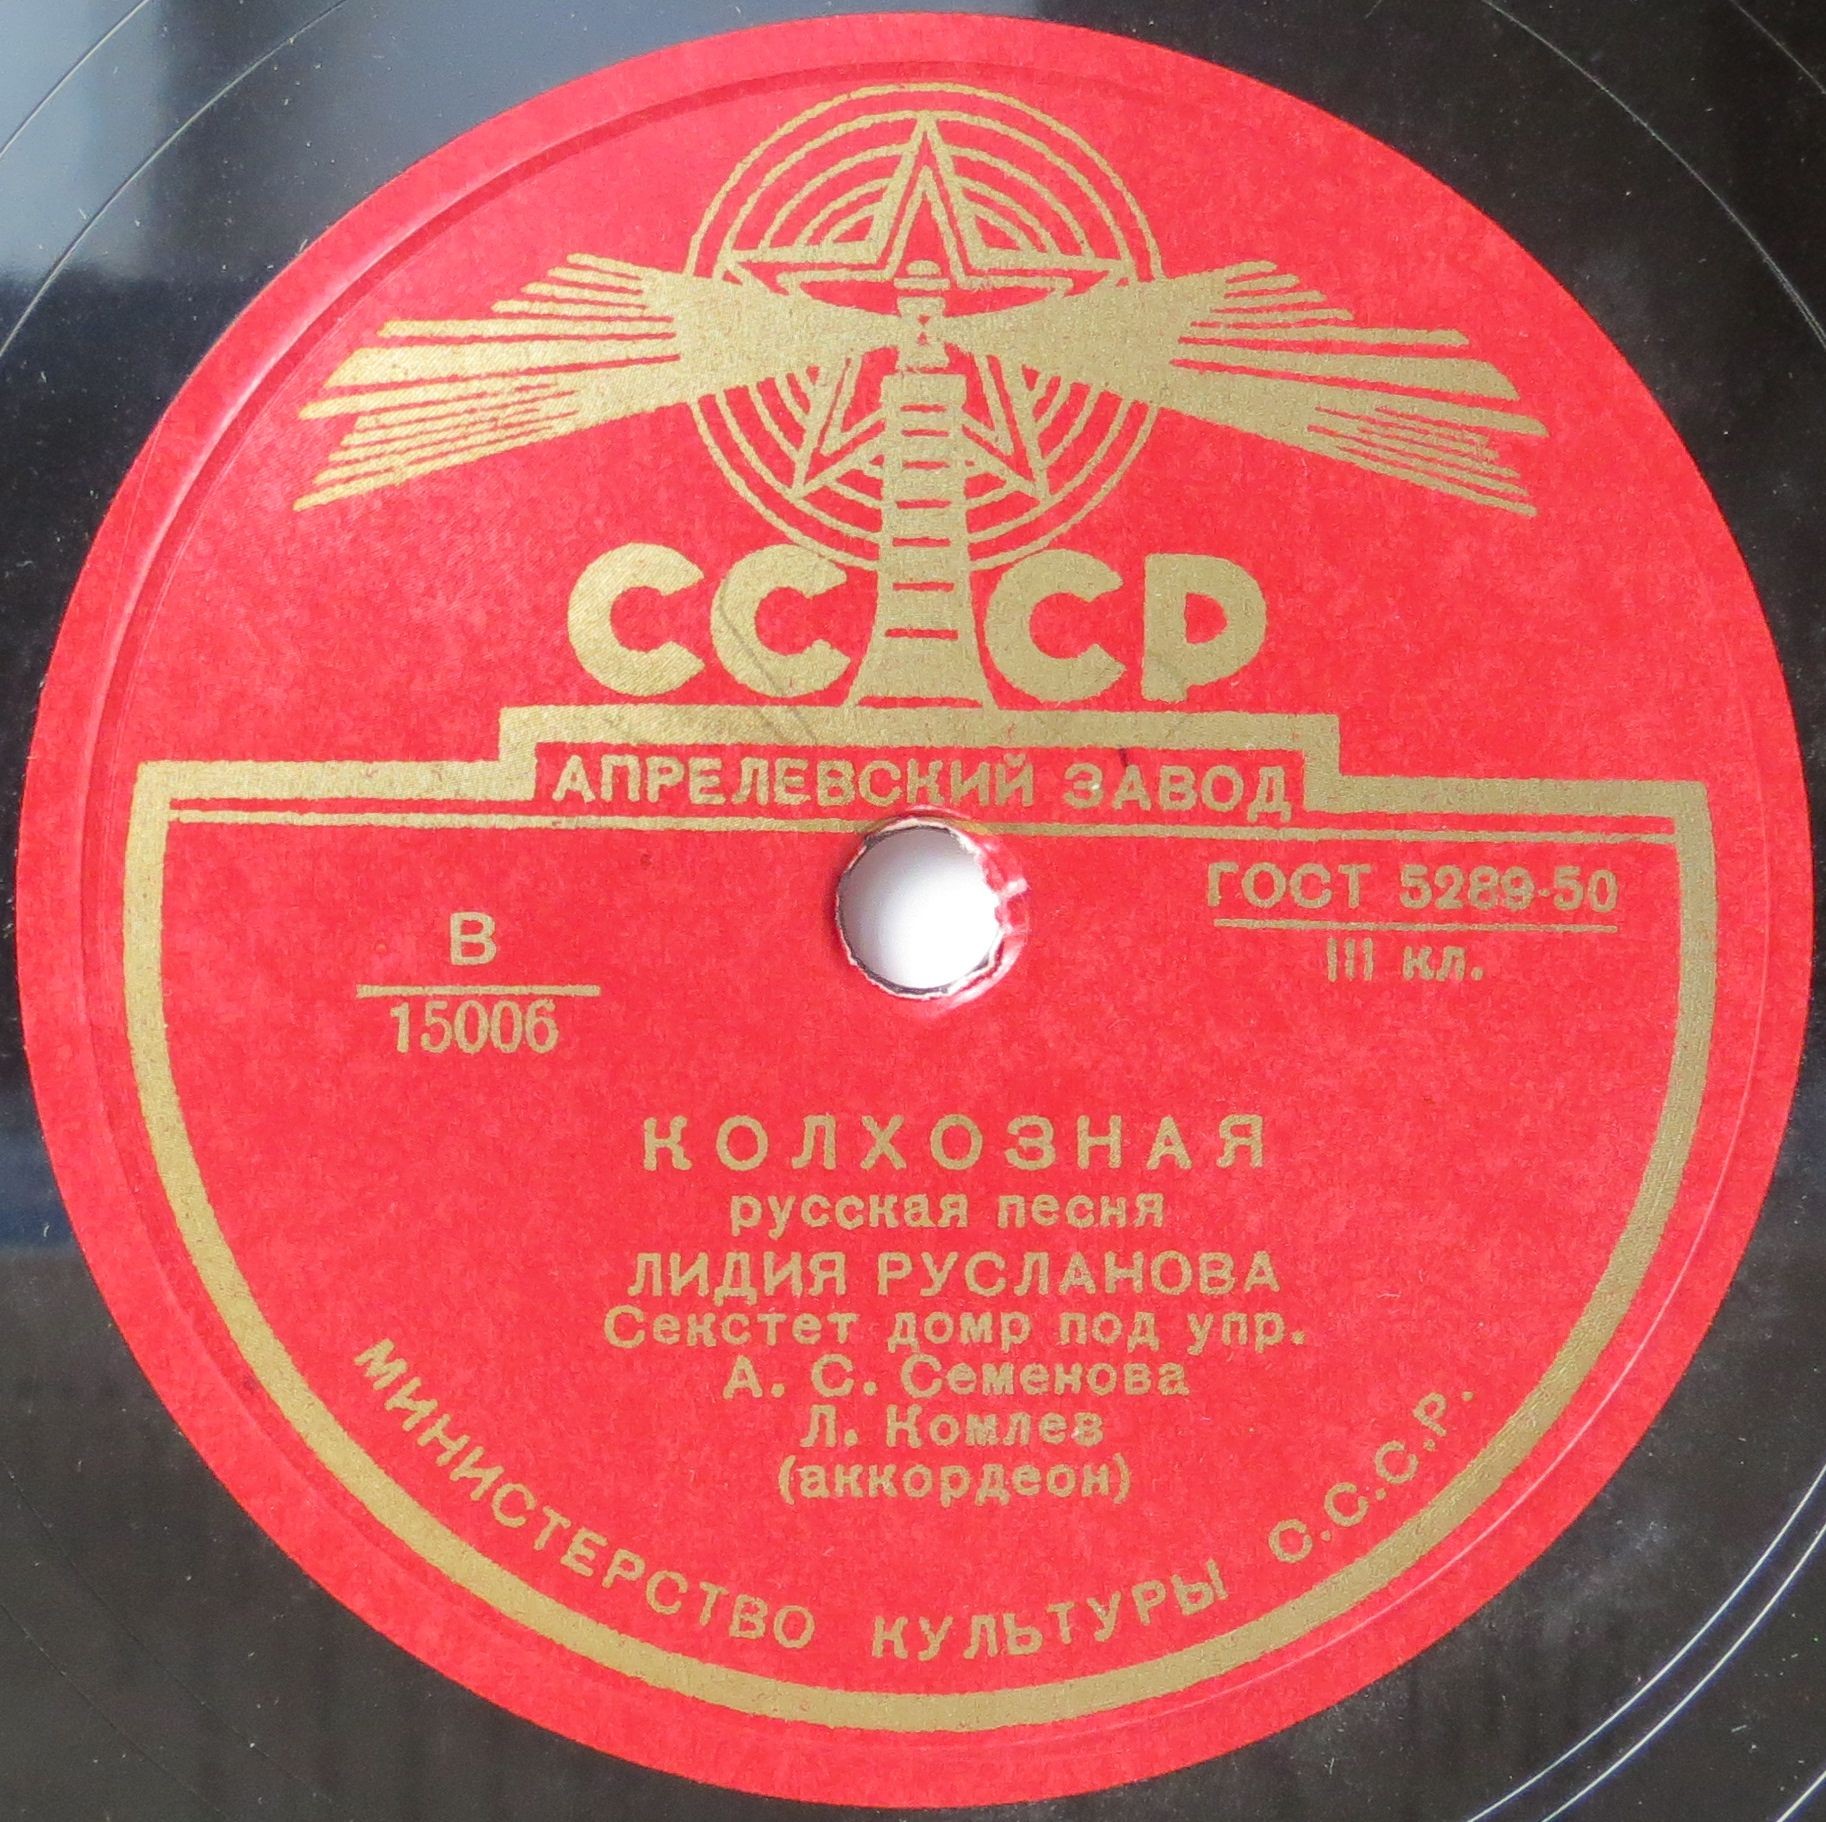 СССР
АПРЕЛЕВСКИЙ ЗАВОД
ГОСТ 5289-50
III кл.
В
15006
КОЛХОЗНАЯ
русская песня
ЛИДИЯ РУСЛАНОВА
Секстет домр под упр.
А. С. Семенова
Л. Комлев
(аккордеон)
МИНИСТЕРСТВО КУЛЬТУРЫ С.С.С.Р.